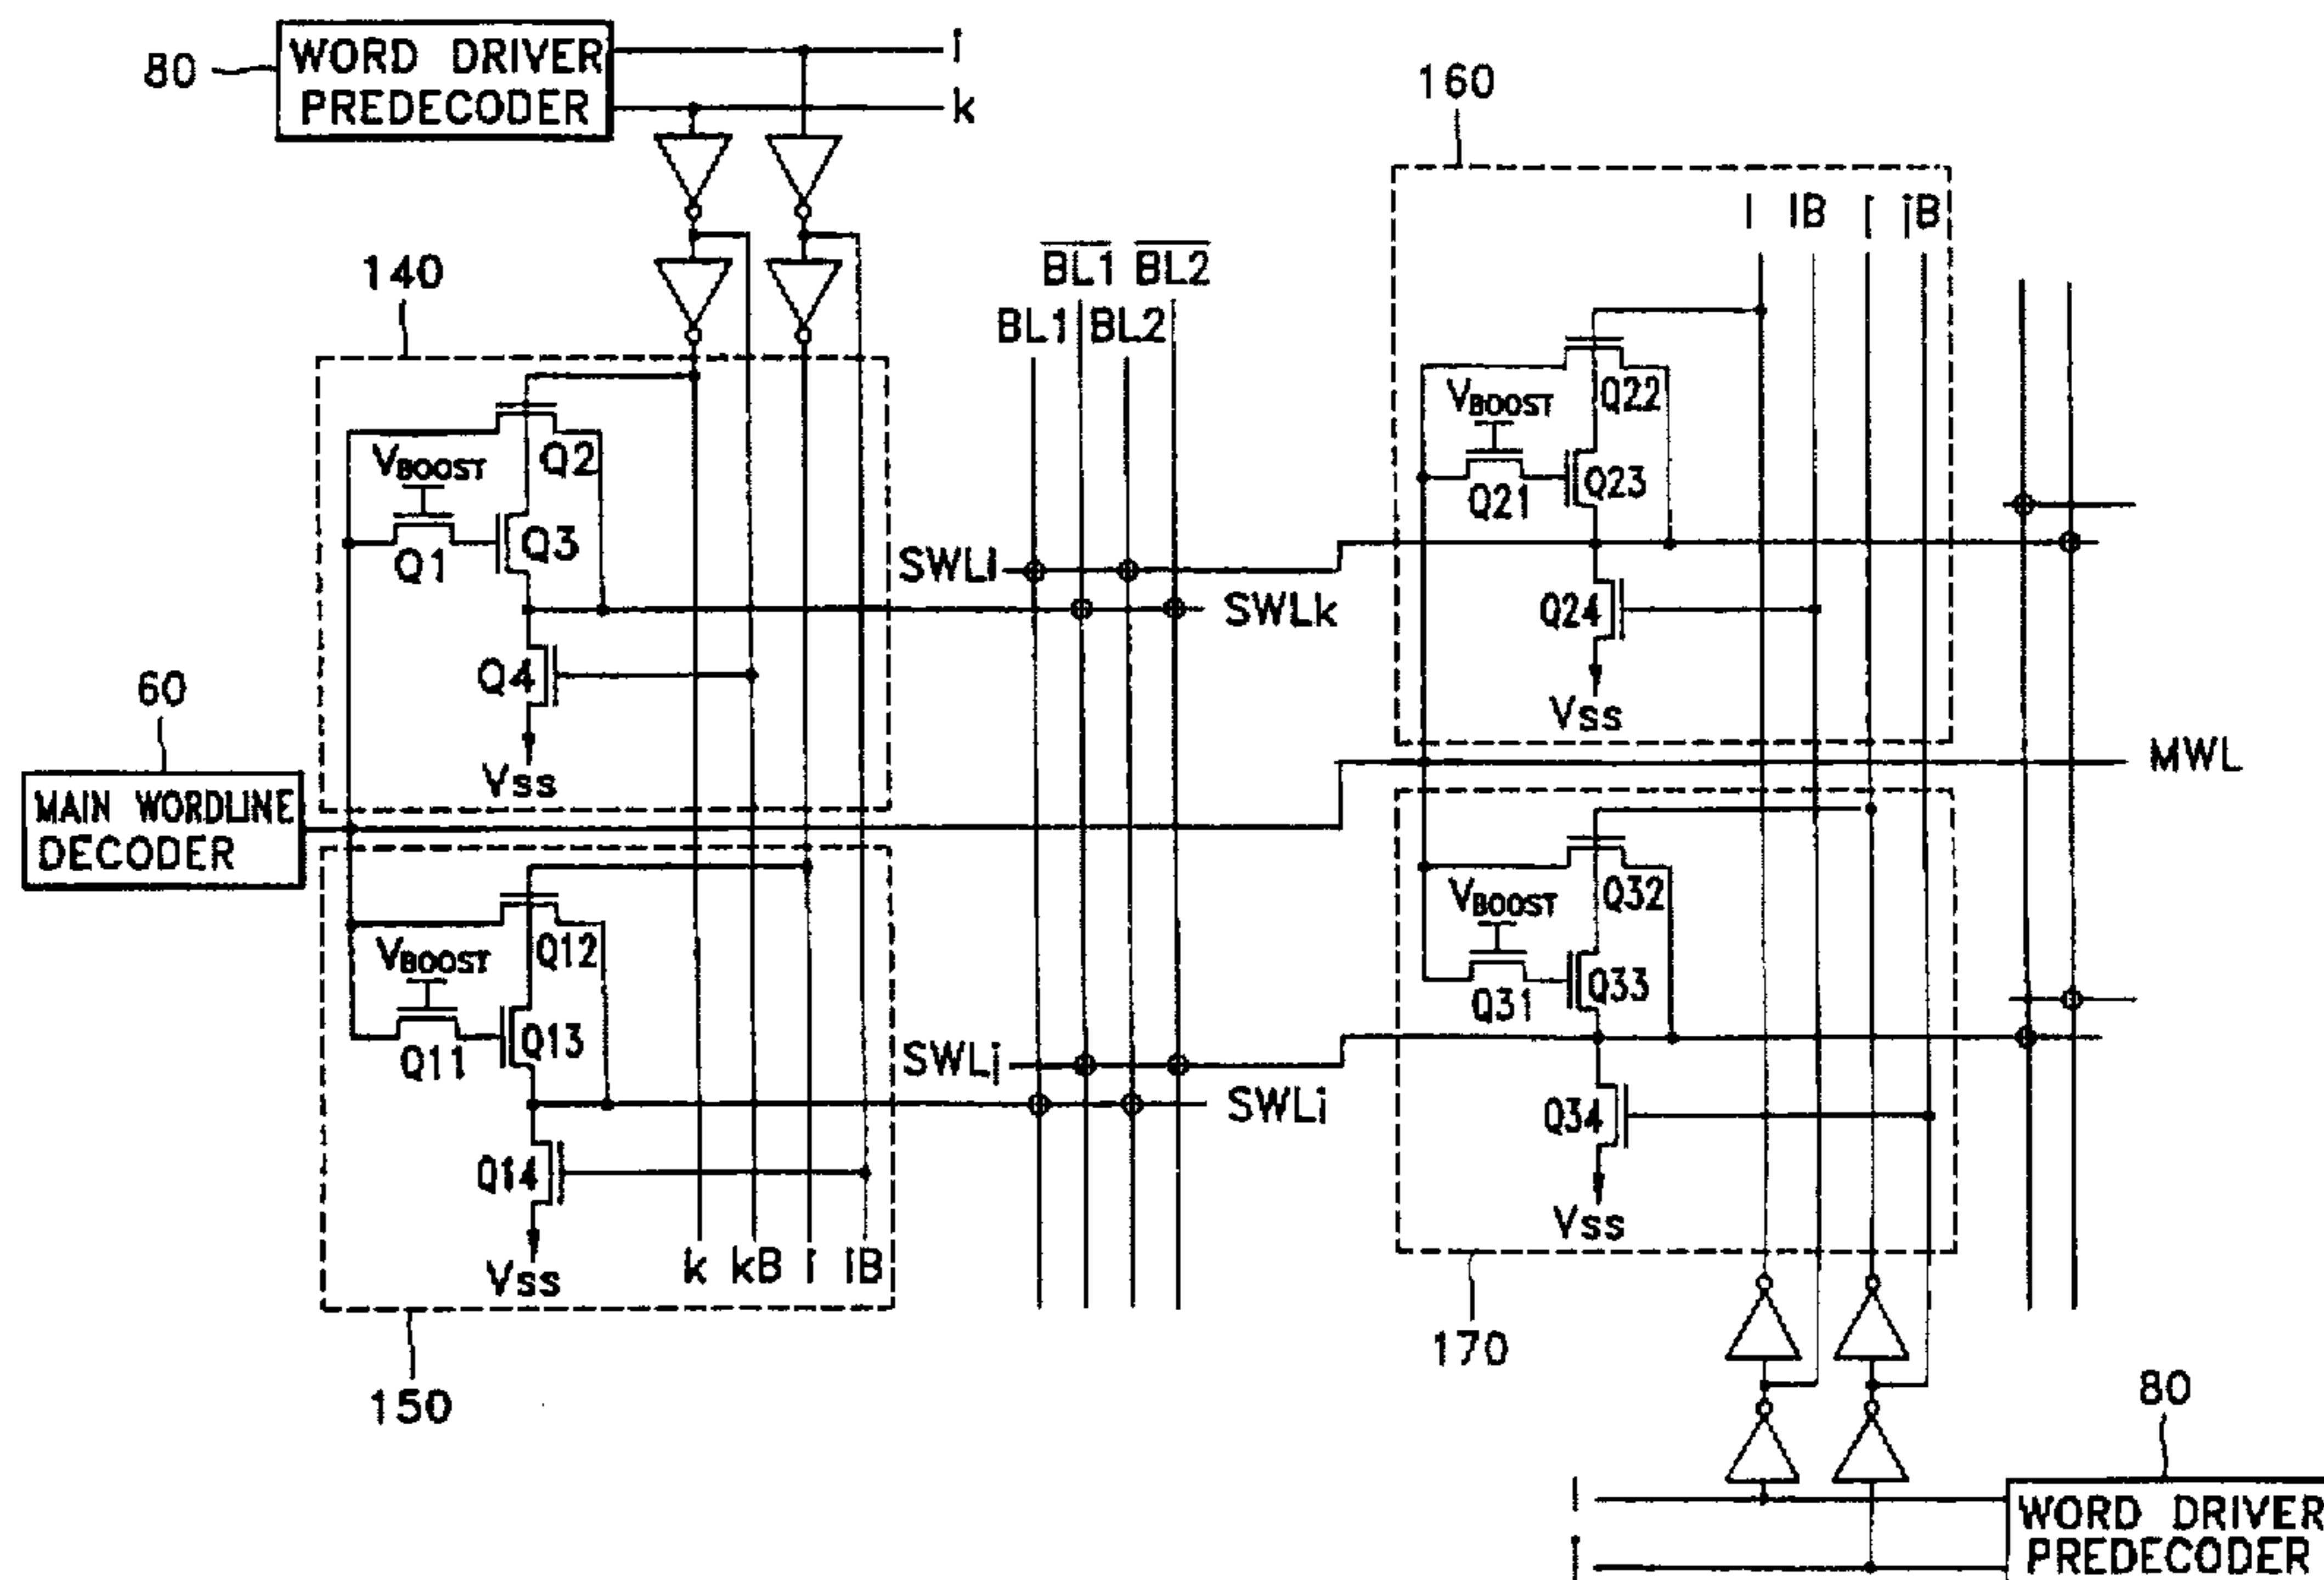 80
WORD DRIVER
PREDECODER
i
k
160
140
BL1 BL2
BL1 BL2
l lB j jB
VBOOST
Q2
Q1
Q3
Q4
Vss
VBOOST
Q22
Q21
Q23
Q24
Vss
SWLl
SWLk
60
MAIN WORDLINE
DECODER
MWL
VBOOST
Q12
Q11
Q13
Q14
Vss
k kB i iB
SWLj
SWLi
VBOOST
Q32
Q31
Q33
Q34
Vss
150
170
80
l
j
WORD DRIVER
PREDECODER